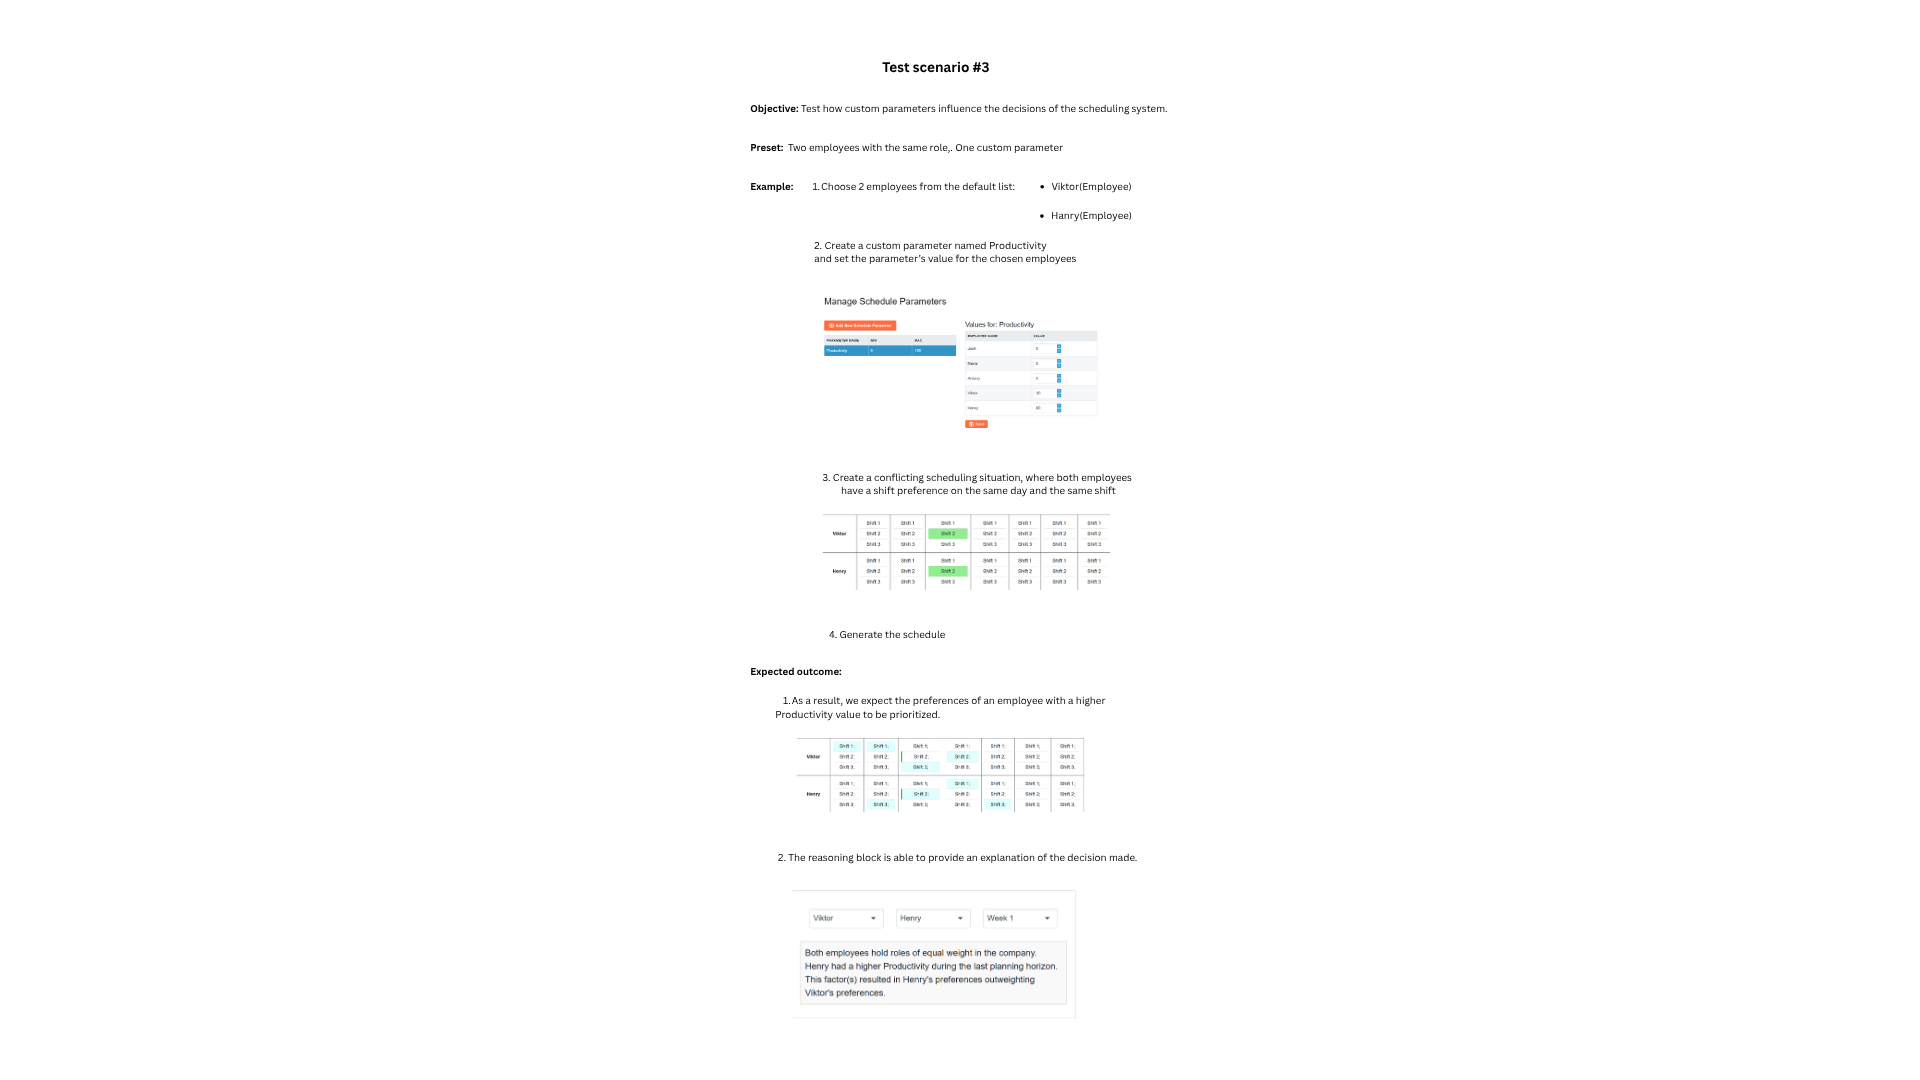 Test scenario #3
Objective: Test how custom parameters influence the decisions of the scheduling system.
Preset: Two employees with the same role,. One custom parameter
Example: 1. Choose 2 employees from the default list: • Viktor(Employee)
• Hanry(Employee)
2. Create a custom parameter named Productivity
and set the parameter's value for the chosen employees
Manage Schedule Parameters
Add New Schedule Parameter
Values for: Productivity
PARAMETER NAME MIN MAX
EMPLOYEE NAME VALUE
Productivity 0 100
Maria
Antony
Viktor
Henry
Save
3. Create a conflicting scheduling situation, where both employees
have a shift preference on the same day and the same shift
Shift 1 Shift 1 Shift 1 Shift 1 Shift 1 Shift 1 Shift 1
Viktor Shift 2 Shift 2 Shift 2 Shift 2 Shift 2 Shift 2 Shift 2
Shift 3 Shift 3 Shift 3 Shift 3 Shift 3 Shift 3 Shift 3
Shift 1 Shift 1 Shift 1 Shift 1 Shift 1 Shift 1 Shift 1
Henry Shift 2 Shift 2 Shift 2 Shift 2 Shift 2 Shift 2 Shift 2
Shift 3 Shift 3 Shift 3 Shift 3 Shift 3 Shift 3 Shift 3
4. Generate the schedule
Expected outcome:
1. As a result, we expect the preferences of an employee with a higher
Productivity value to be prioritized.
Shift 1; Shift 1; Shift 1; Shift 1; Shift 1; Shift 1; Shift 1;
Viktor Shift 2; Shift 2; Shift 2; Shift 2; Shift 2; Shift 2; Shift 2;
Shift 3; Shift 3; Shift 3; Shift 3; Shift 3; Shift 3; Shift 3;
Shift 1; Shift 1; Shift 1; Shift 1; Shift 1; Shift 1; Shift 1;
Henry Shift 2; Shift 2; Shift 2; Shift 2; Shift 2; Shift 2; Shift 2;
Shift 3; Shift 3; Shift 3; Shift 3; Shift 3; Shift 3; Shift 3;
2. The reasoning block is able to provide an explanation of the decision made.
Viktor Henry Week 1
Both employees hold roles of equal weight in the company.
Henry had a higher Productivity during the last planning horizon.
This factor(s) resulted in Henry's preferences outweighting
Viktor's preferences.